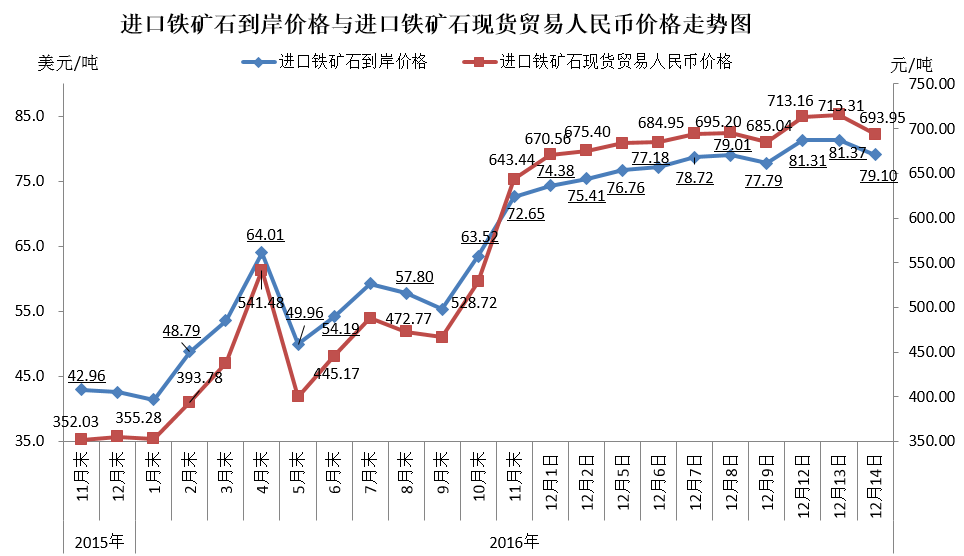 进口铁矿石到岸价格与进口铁矿石现货贸易人民币价格走势图
美元/吨
进口铁矿石到岸价格
进口铁矿石现货贸易人民币价格
元/吨
85.0
75.0
65.0
55.0
45.0
35.0
750.00
700.00
650.00
600.00
550.00
500.00
450.00
400.00
350.00
42.96
48.79
64.01
49.96
54.19
57.80
63.52
72.65
74.38
75.41
76.76
77.18
78.72
79.01
77.79
81.31
81.37
79.10
352.03
355.28
393.78
541.48
445.17
472.77
528.72
643.44
670.56
675.40
684.95
695.20
685.04
713.16
715.31
693.95
11月末
12月末
1月末
2月末
3月末
4月末
5月末
6月末
7月末
8月末
9月末
10月末
11月末
12月1日
12月2日
12月5日
12月6日
12月7日
12月8日
12月9日
12月12日
12月13日
12月14日
2015年
2016年